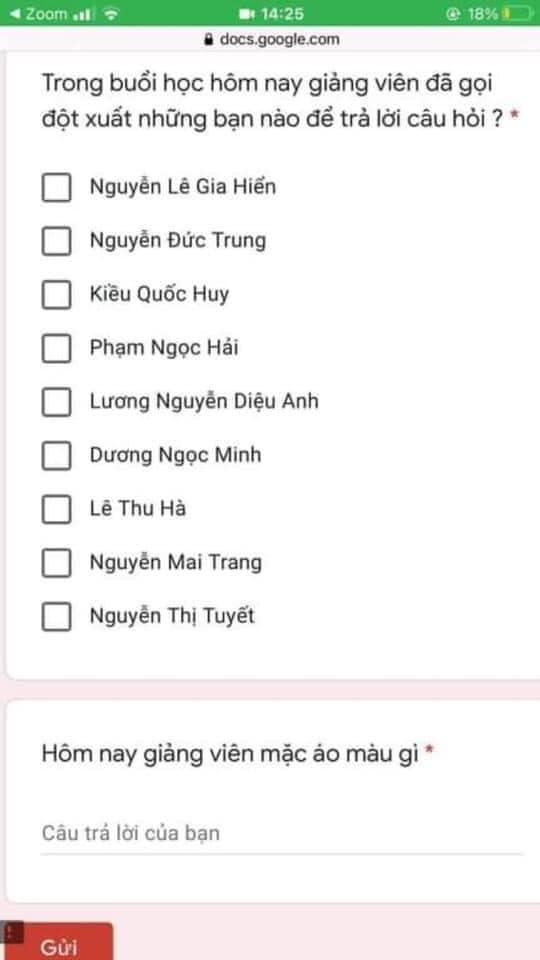 Zoom 14:25 18%
docs.google.com
Trong buổi học hôm nay giảng viên đã gọi
đột xuất những bạn nào để trả lời câu hỏi ? *
Nguyễn Lê Gia Hiển
Nguyễn Đức Trung
Kiều Quốc Huy
Phạm Ngọc Hải
Lương Nguyễn Diệu Anh
Dương Ngọc Minh
Lê Thu Hà
Nguyễn Mai Trang
Nguyễn Thị Tuyết
Hôm nay giảng viên mặc áo màu gì *
Câu trả lời của bạn
Gửi